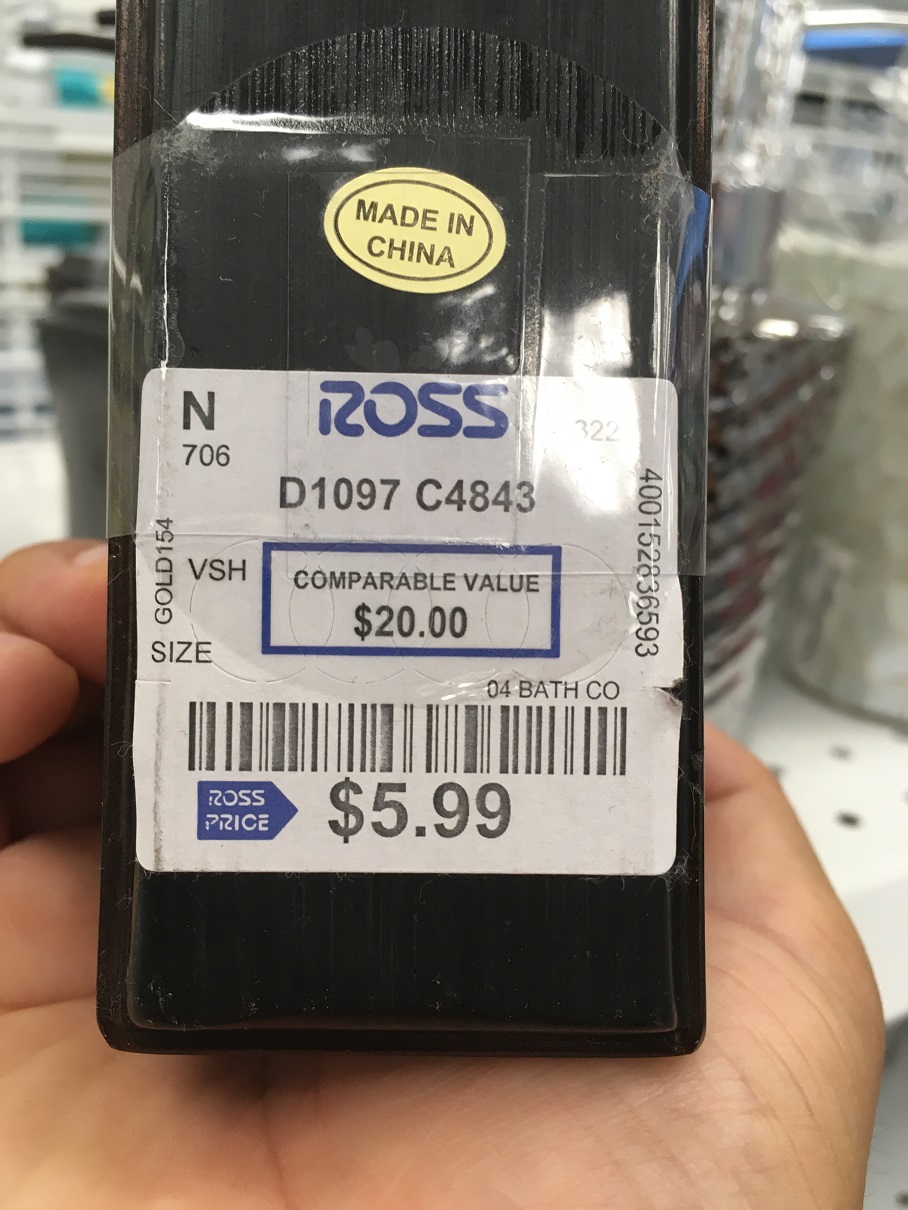 MADE IN
CHINA
N
ROSS
322
706
D1097 C4843
400152836593
GOLD154
VSH
COMPARABLE VALUE
$20.00
SIZE
04 BATH CO
ROSS
PRICE
$5.99